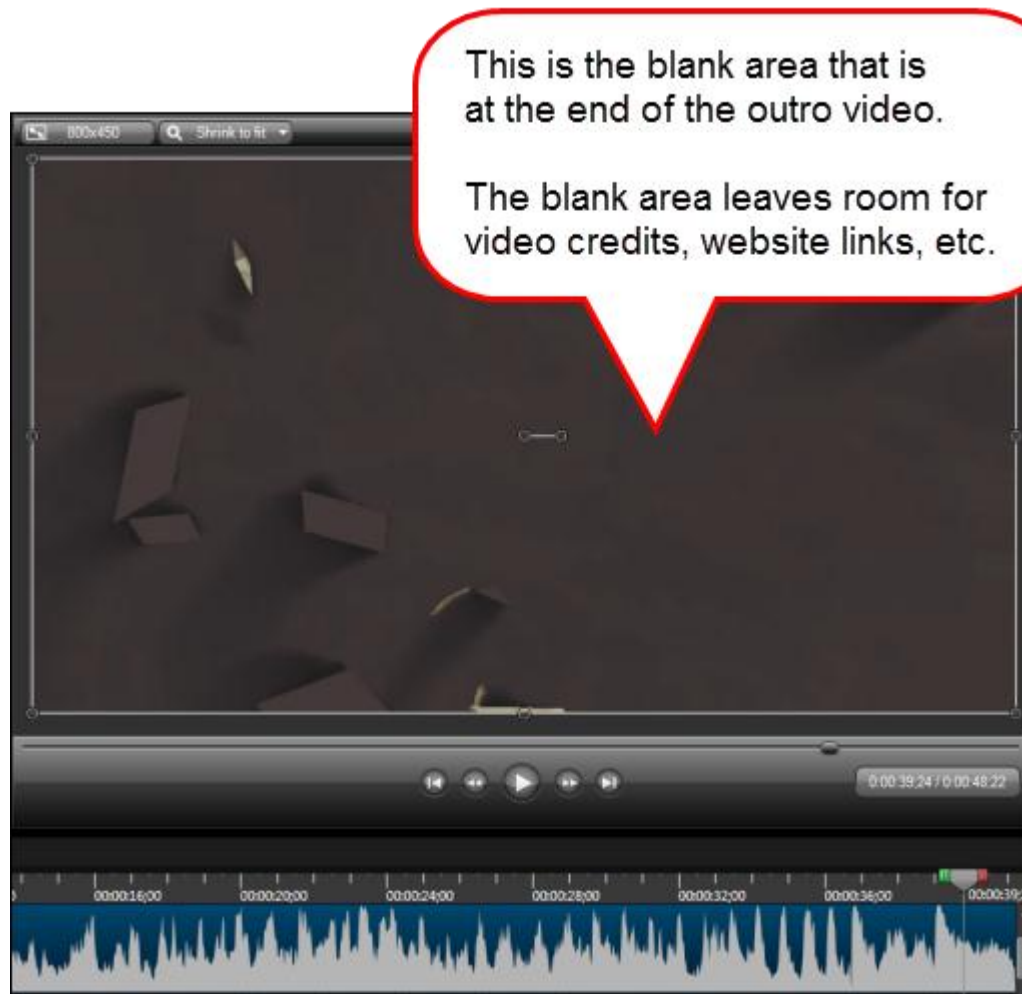 This is the blank area that is
at the end of the outro video.
The blank area leaves room for
video credits, website links, etc.
800x450
Shrink to fit
0:00:39;24 / 0:00:48;22
00:00:16;00
00:00:20;00
00:00:24;00
00:00:28;00
00:00:32;00
00:00:36;00
00:00:39;